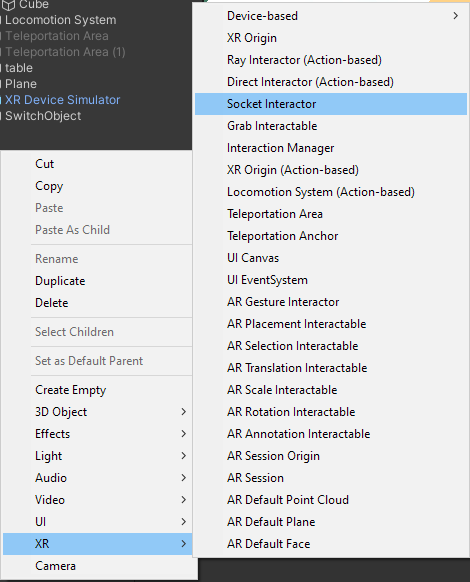 Cube
Locomotion System
Teleportation Area
Teleportation Area (1)
table
Plane
XR Device Simulator
SwitchObject
Cut
Copy
Paste
Paste As Child
Rename
Duplicate
Delete
Select Children
Set as Default Parent
Create Empty
3D Object
Effects
Light
Audio
Video
UI
XR
Camera
Device-based
XR Origin
Ray Interactor (Action-based)
Direct Interactor (Action-based)
Socket Interactor
Grab Interactable
Interaction Manager
XR Origin (Action-based)
Locomotion System (Action-based)
Teleportation Area
Teleportation Anchor
UI Canvas
UI EventSystem
AR Gesture Interactor
AR Placement Interactable
AR Selection Interactable
AR Translation Interactable
AR Scale Interactable
AR Rotation Interactable
AR Annotation Interactable
AR Session Origin
AR Session
AR Default Point Cloud
AR Default Plane
AR Default Face